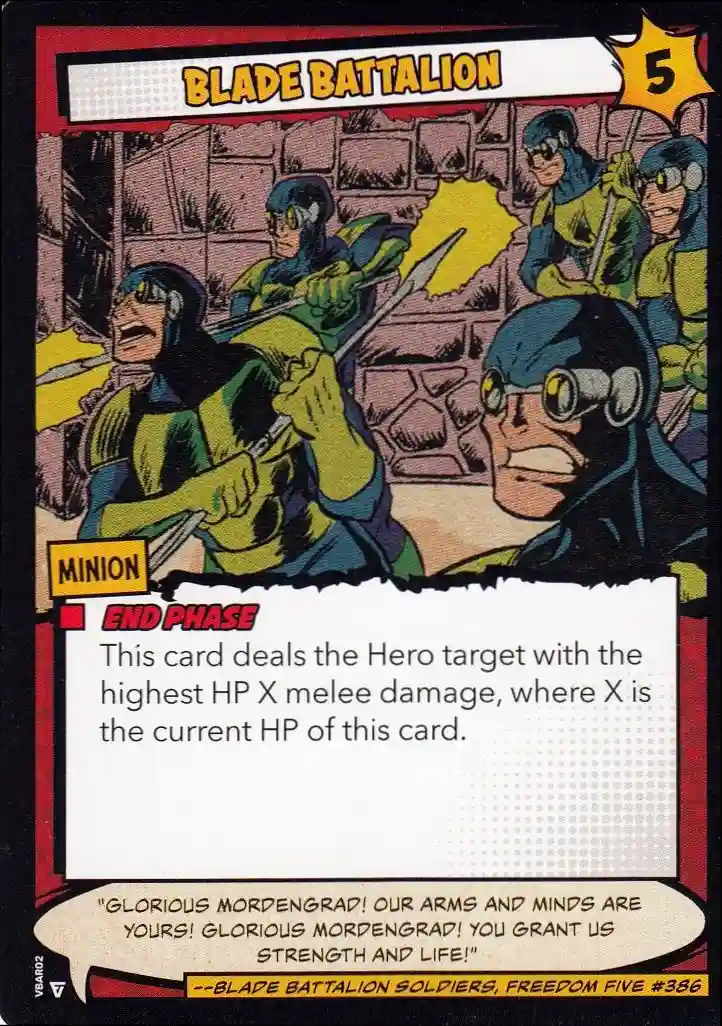 BLADE BATTALION
5
MINION
END PHASE
This card deals the Hero target with the
highest HP X melee damage, where X is
the current HP of this card.
"GLORIOUS MORDENGRAD! OUR ARMS AND MINDS ARE
YOURS! GLORIOUS MORDENGRAD! YOU GRANT US
STRENGTH AND LIFE!"
--BLADE BATTALION SOLDIERS, FREEDOM FIVE #386
VBAR02